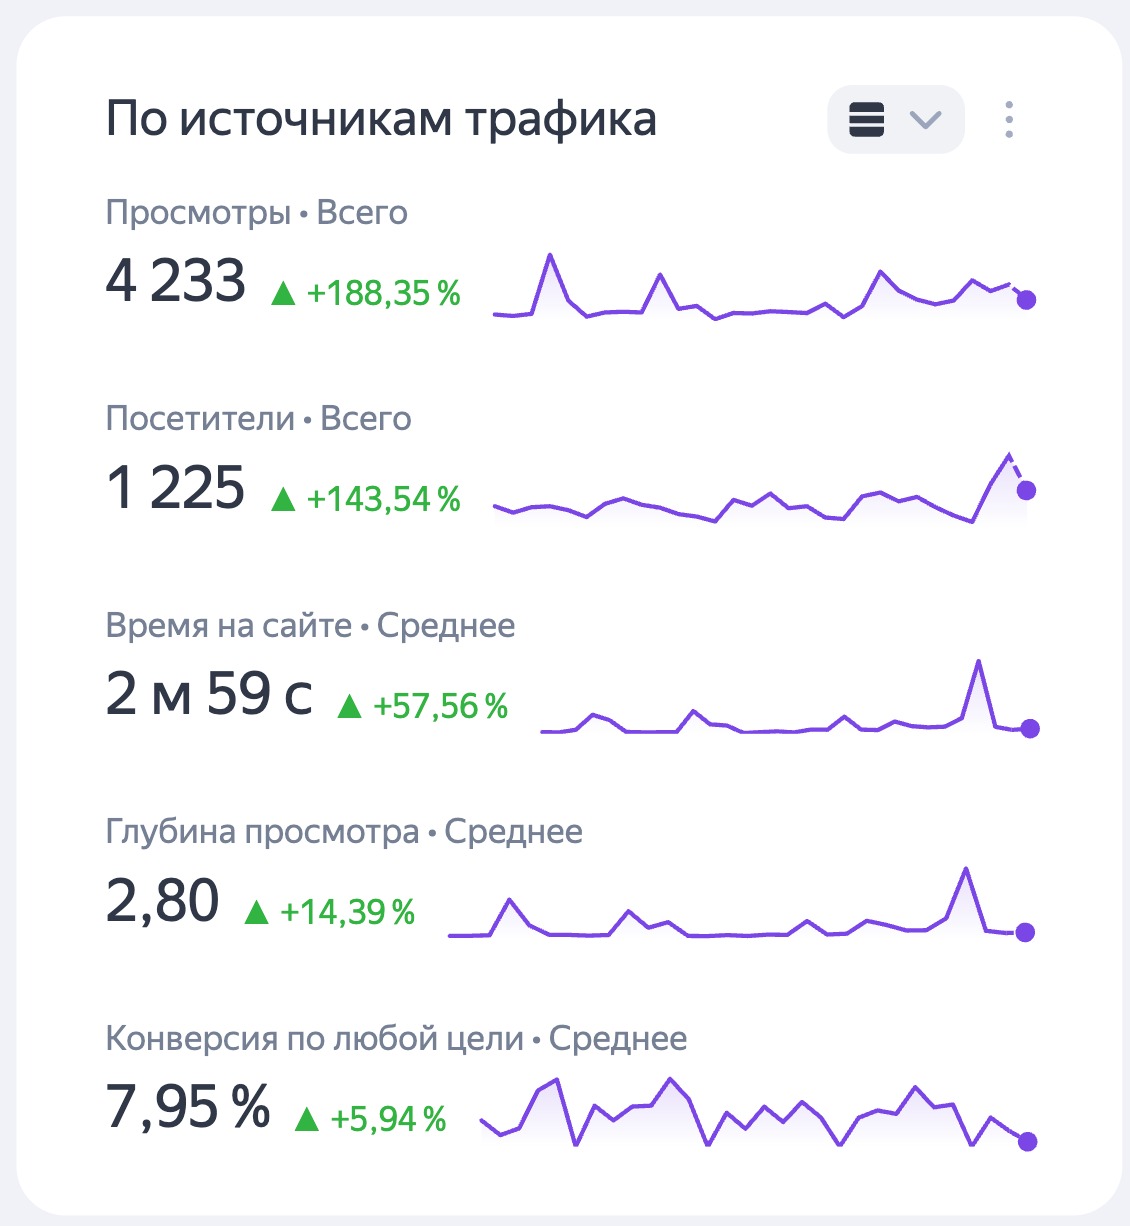 По источникам трафика
Просмотры • Всего
4 233 ▲ +188,35 %
Посетители • Всего
1 225 ▲ +143,54 %
Время на сайте • Среднее
2 м 59 с ▲ +57,56 %
Глубина просмотра • Среднее
2,80 ▲ +14,39 %
Конверсия по любой цели • Среднее
7,95 % ▲ +5,94 %